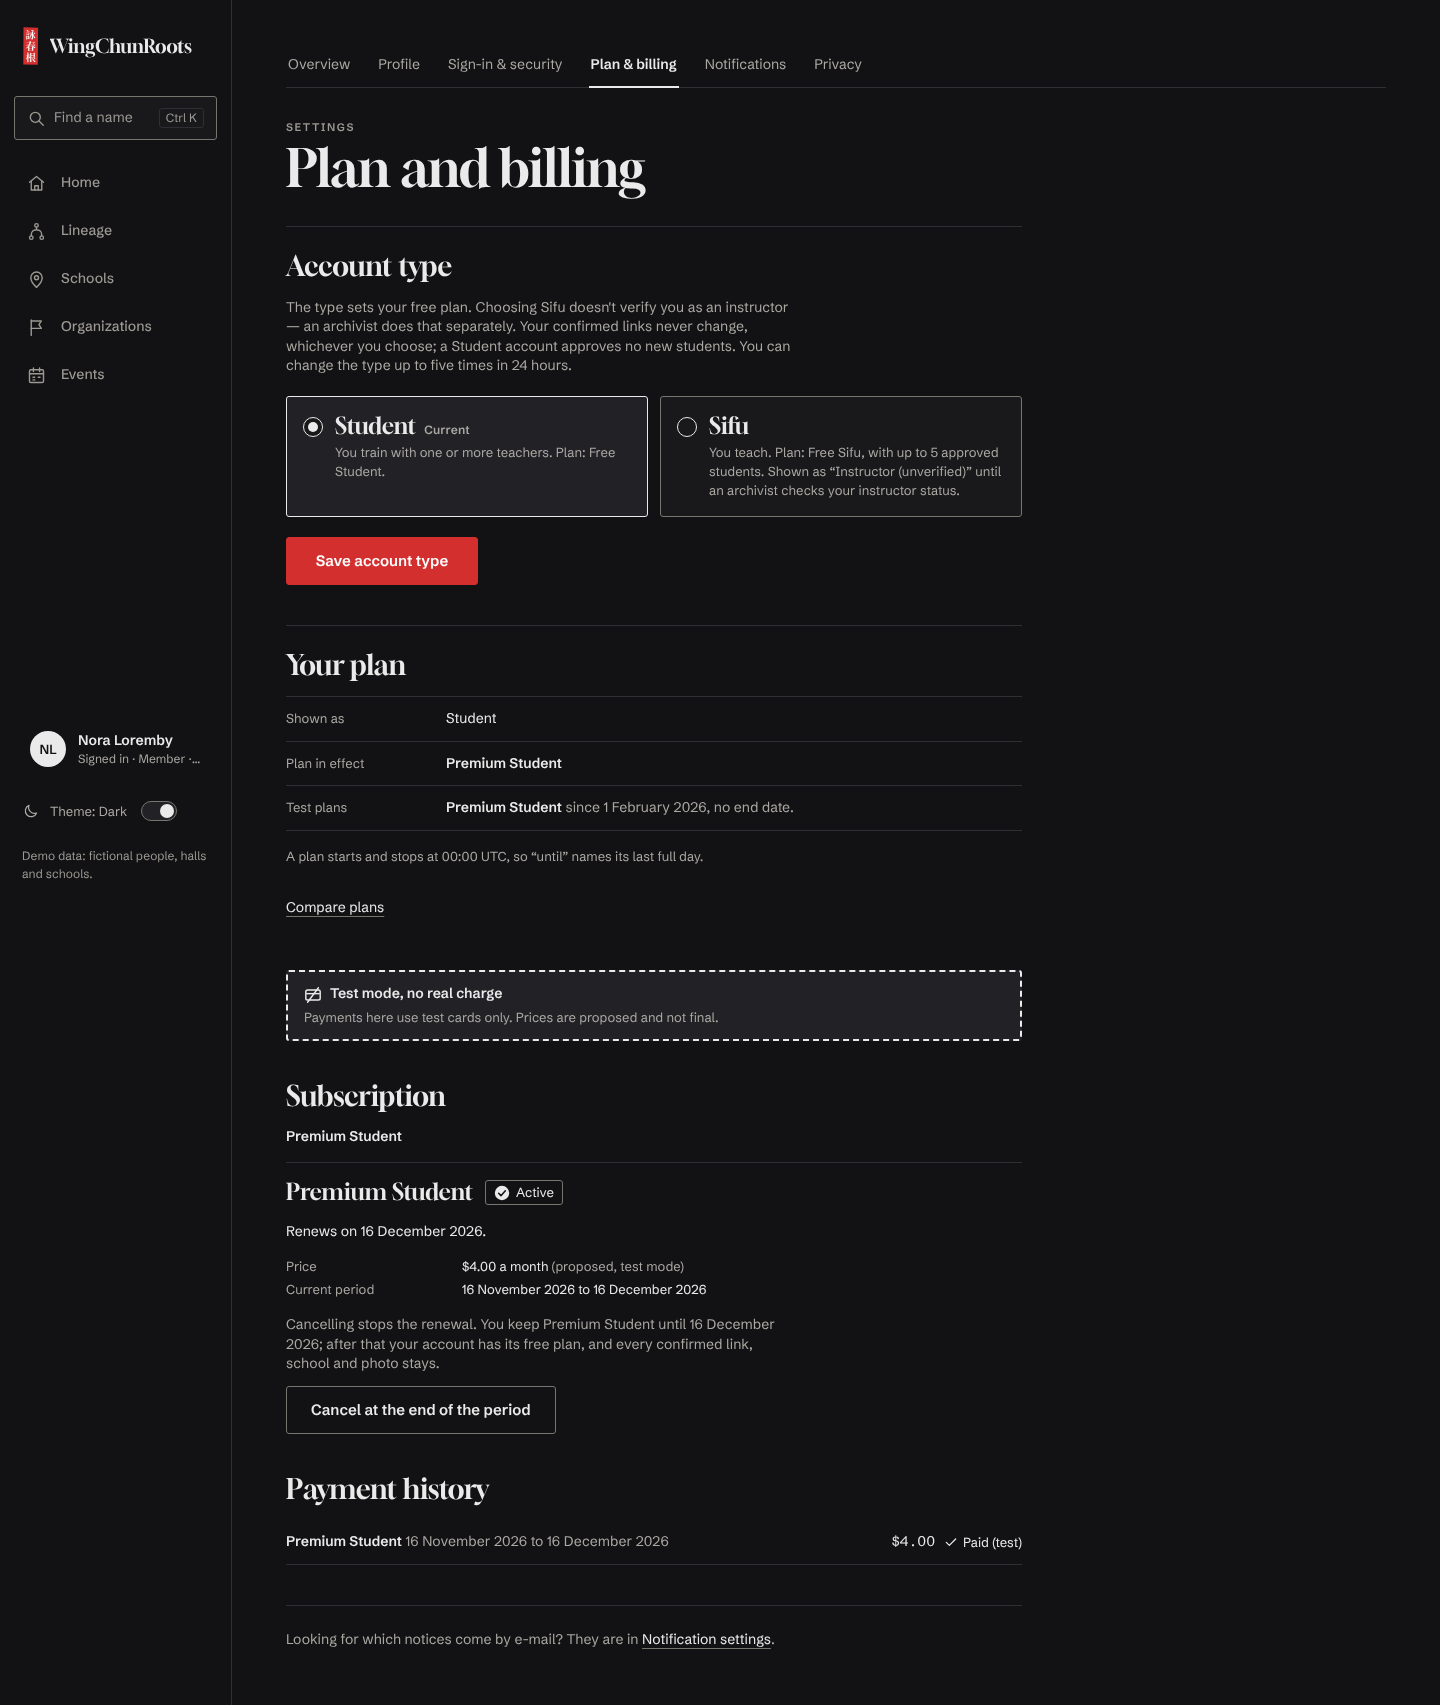 詠春根
WingChunRoots
Find a name
Ctrl K
Home
Lineage
Schools
Organizations
Events
NL
Nora Loremby
Signed in · Member ·...
Theme: Dark
Demo data: fictional people, halls
and schools.
Overview
Profile
Sign-in & security
Plan & billing
Notifications
Privacy
SETTINGS
Plan and billing
Account type
The type sets your free plan. Choosing Sifu doesn't verify you as an instructor
— an archivist does that separately. Your confirmed links never change,
whichever you choose; a Student account approves no new students. You can
change the type up to five times in 24 hours.
Student Current
You train with one or more teachers. Plan: Free
Student.
Sifu
You teach. Plan: Free Sifu, with up to 5 approved
students. Shown as “Instructor (unverified)” until
an archivist checks your instructor status.
Save account type
Your plan
Shown as Student
Plan in effect Premium Student
Test plans Premium Student since 1 February 2026, no end date.
A plan starts and stops at 00:00 UTC, so “until” names its last full day.
Compare plans
Test mode, no real charge
Payments here use test cards only. Prices are proposed and not final.
Subscription
Premium Student
Premium Student Active
Renews on 16 December 2026.
Price $4.00 a month (proposed, test mode)
Current period 16 November 2026 to 16 December 2026
Cancelling stops the renewal. You keep Premium Student until 16 December
2026; after that your account has its free plan, and every confirmed link,
school and photo stays.
Cancel at the end of the period
Payment history
Premium Student 16 November 2026 to 16 December 2026 $4.00 Paid (test)
Looking for which notices come by e-mail? They are in Notification settings.